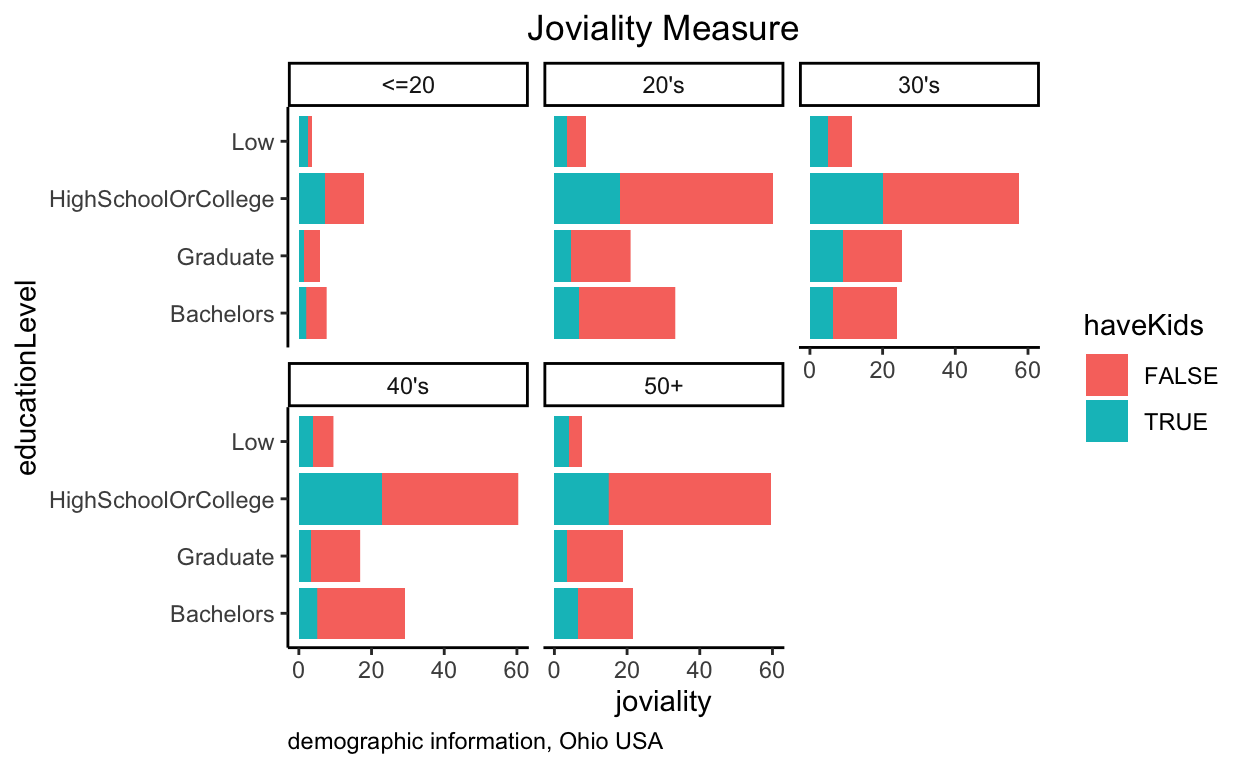 Joviality Measure
<=20
20's
30's
Low
HighSchoolOrCollege
Graduate
Bachelors
0 20 40 60
40's
50+
Low
HighSchoolOrCollege
Graduate
Bachelors
0 20 40 60
0 20 40 60
educationLevel
joviality
haveKids
FALSE
TRUE
demographic information, Ohio USA